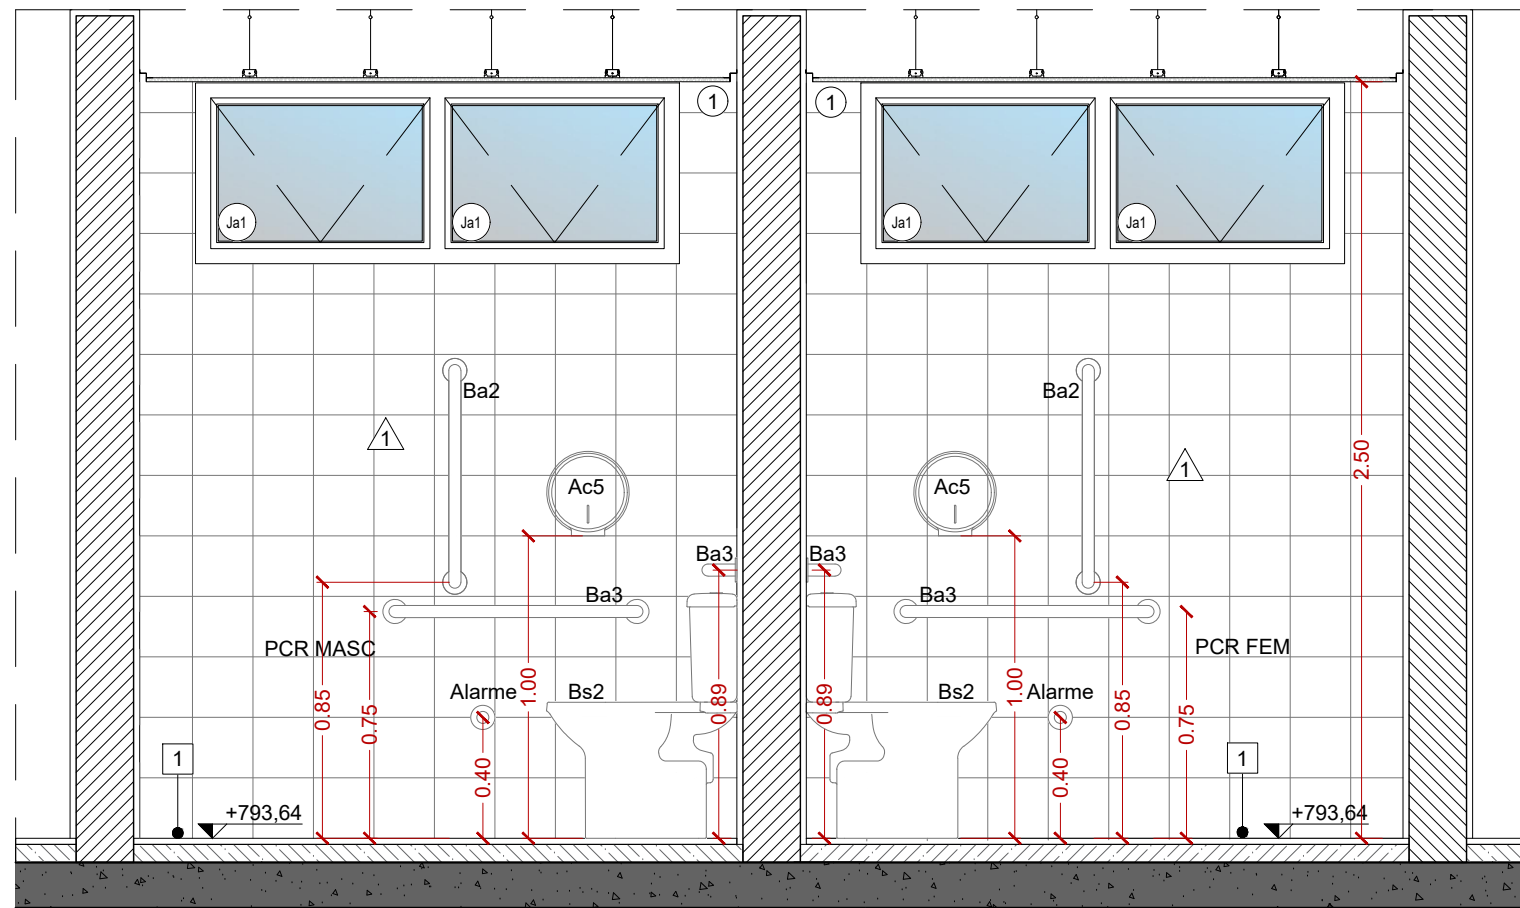 1
1
Ja1
Ja1
Ja1
Ja1
Ba2
Ba2
1
1
2.50
Ac5
Ac5
Ba3
Ba3
Ba3
Ba3
PCR MASC
PCR FEM
Alarme
Bs2
Bs2
Alarme
0.85
0.75
1.00
0.89
0.89
1.00
0.85
0.75
0.40
0.40
1
1
+793,64
+793,64